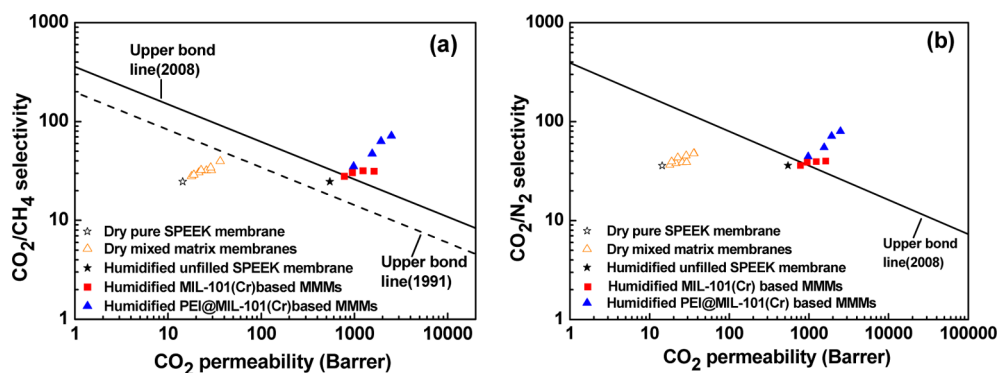 (a)
Upper bond
line(2008)
Upper bond
line(1991)
1000
100
10
1
1
10
100
1000
10000
CO2/CH4 selectivity
CO2 permeability (Barrer)
Dry pure SPEEK membrane
Dry mixed matrix membranes
Humidified unfilled SPEEK membrane
Humidified MIL-101(Cr)based MMMs
Humidified PEI@MIL-101(Cr)based MMMs
(b)
Upper bond
line(2008)
1000
100
10
1
1
10
100
1000
10000
100000
CO2/N2 selectivity
CO2 permeability (Barrer)
Dry pure SPEEK membrane
Dry mixed matrix membranes
Humidified unfilled SPEEK membrane
Humidified MIL-101(Cr) based MMMs
Humidified PEI@MIL-101(Cr) based MMMs